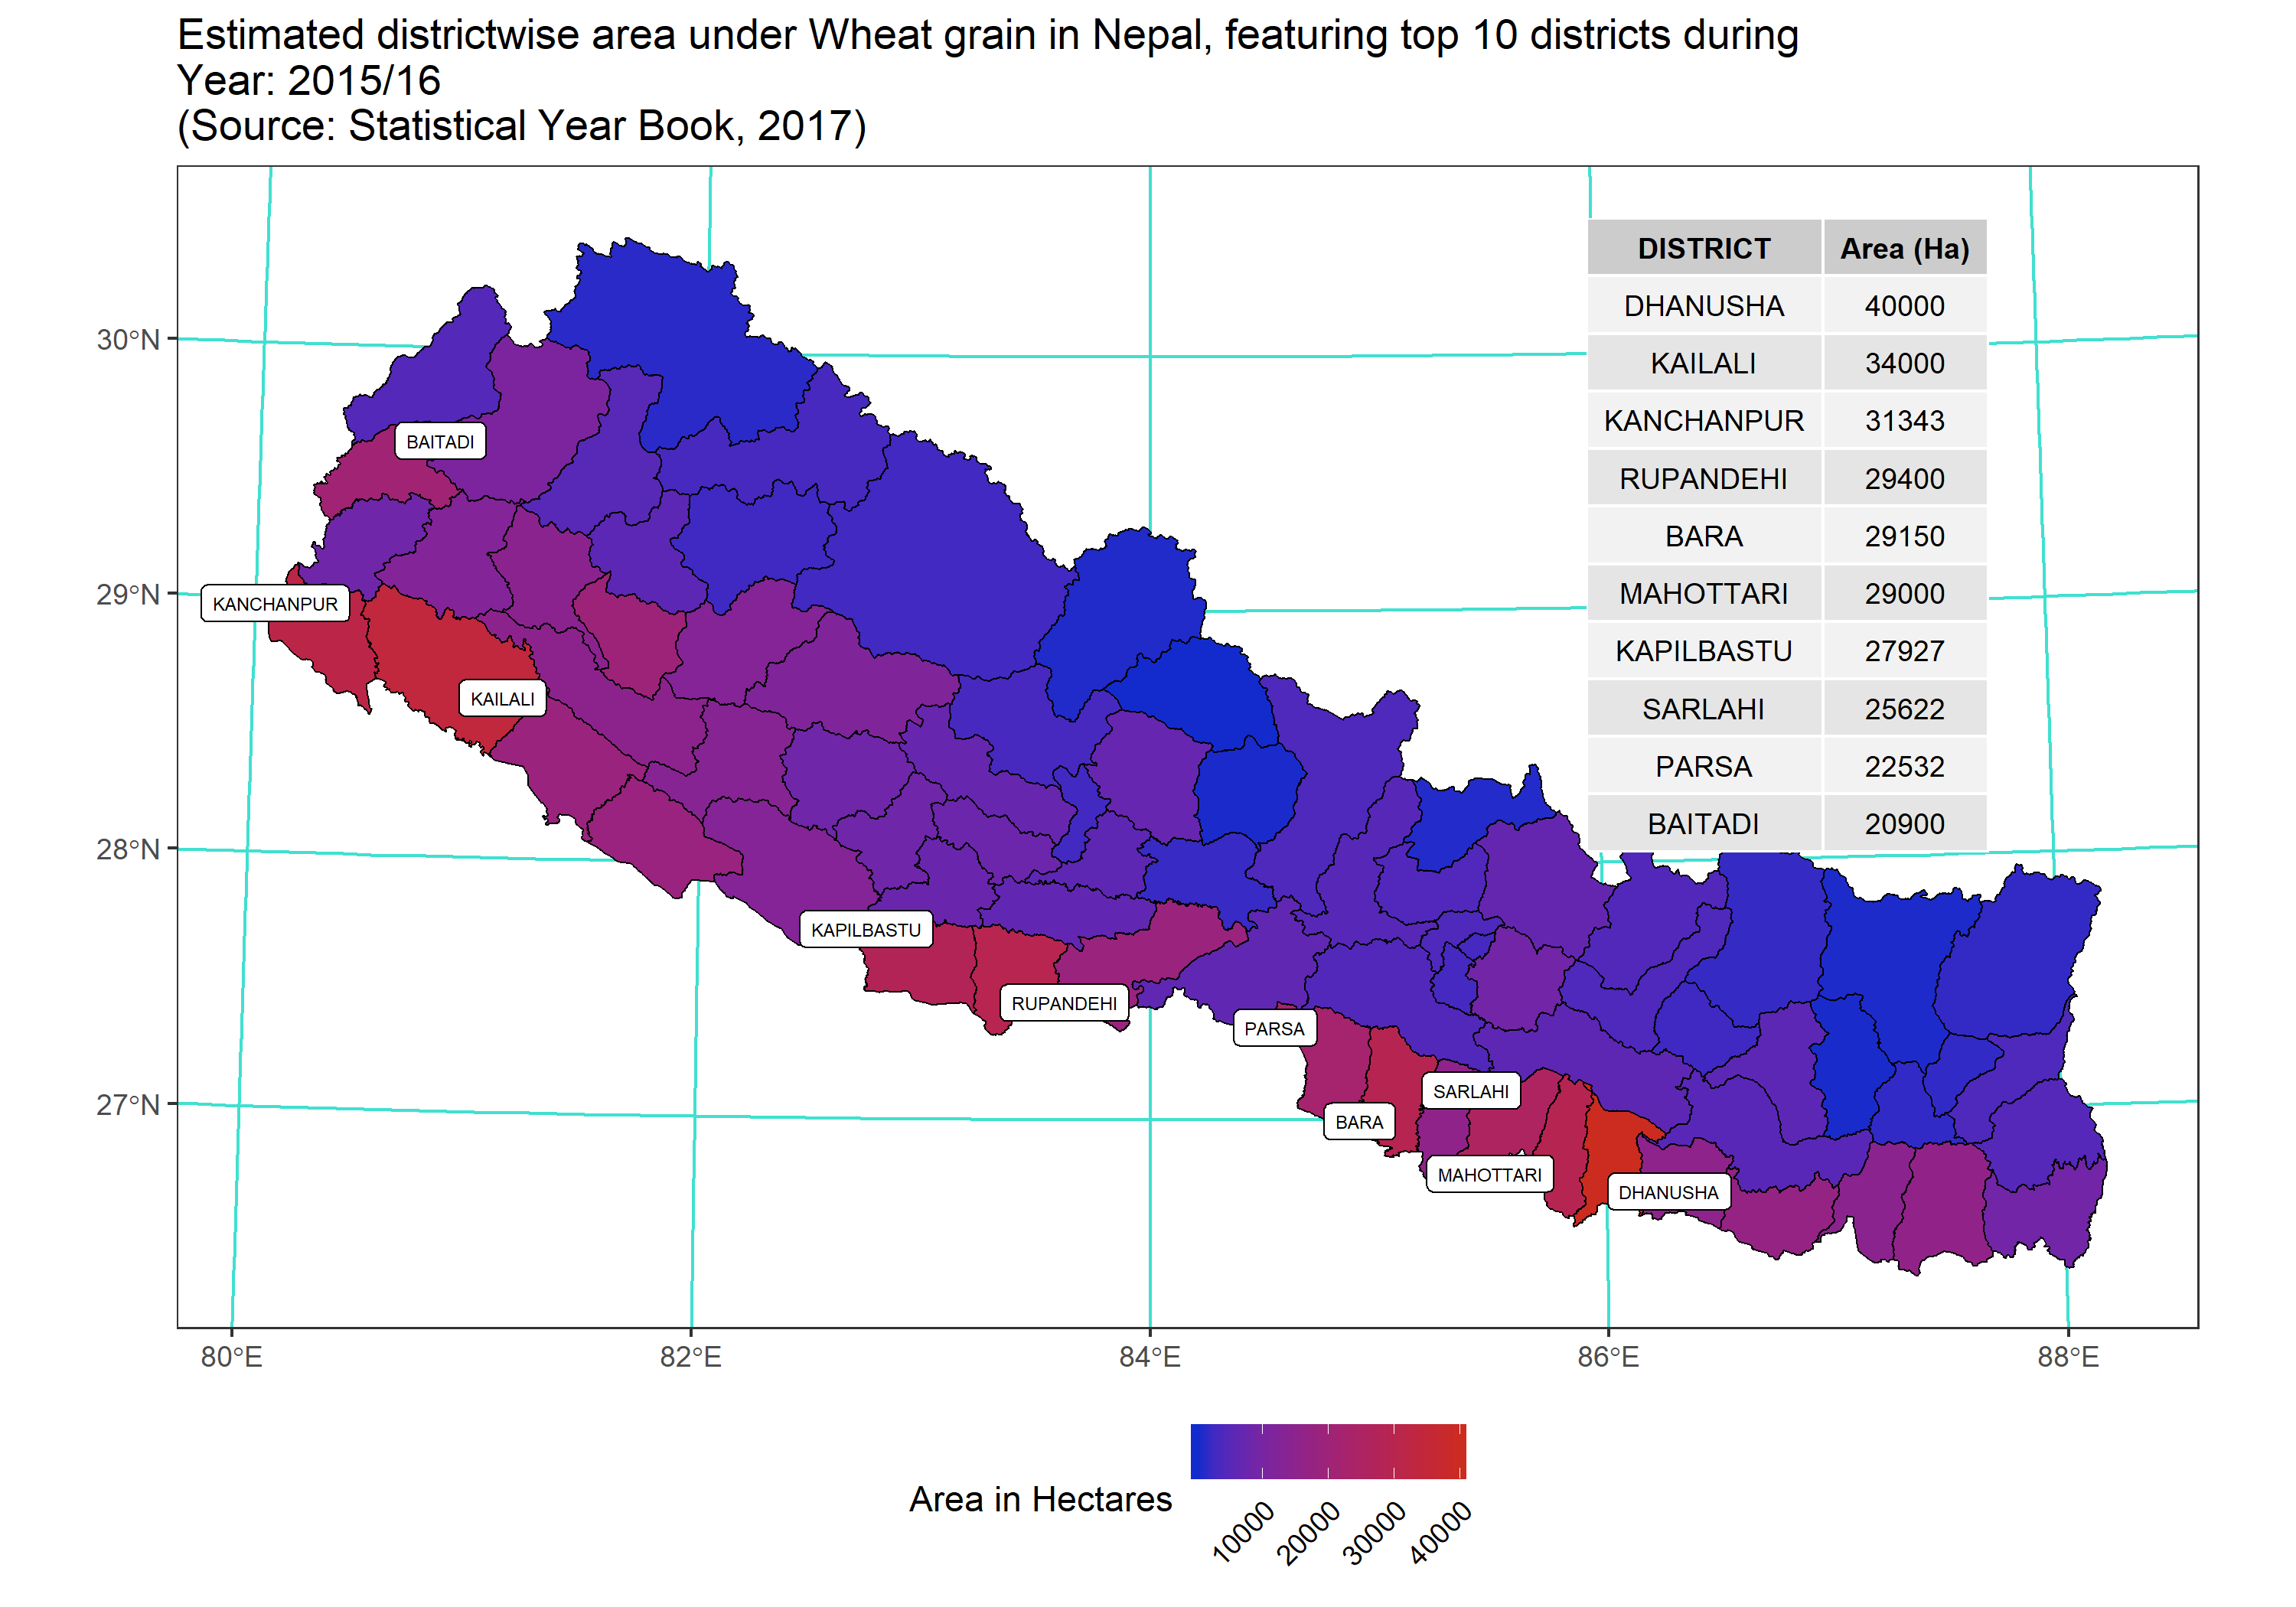 Estimated districtwise area under Wheat grain in Nepal, featuring top 10 districts during
Year: 2015/16
(Source: Statistical Year Book, 2017)
DISTRICT Area (Ha)
DHANUSHA 40000
KAILALI 34000
KANCHANPUR 31343
RUPANDEHI 29400
BARA 29150
MAHOTTARI 29000
KAPILBASTU 27927
SARLAHI 25622
PARSA 22532
BAITADI 20900
30°N
29°N
28°N
27°N
BAITADI
KANCHANPUR
KAILALI
KAPILBASTU
RUPANDEHI
PARSA
SARLAHI
BARA
MAHOTTARI
DHANUSHA
80°E 82°E 84°E 86°E 88°E
Area in Hectares
10000 20000 30000 40000